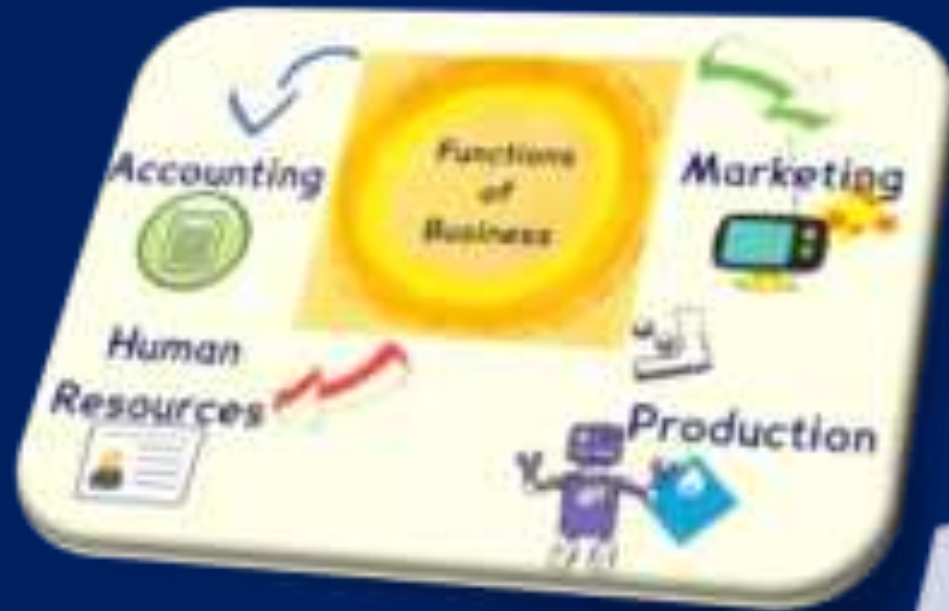 Functions
of
Business
Accounting
Marketing
Human
Resources
Production